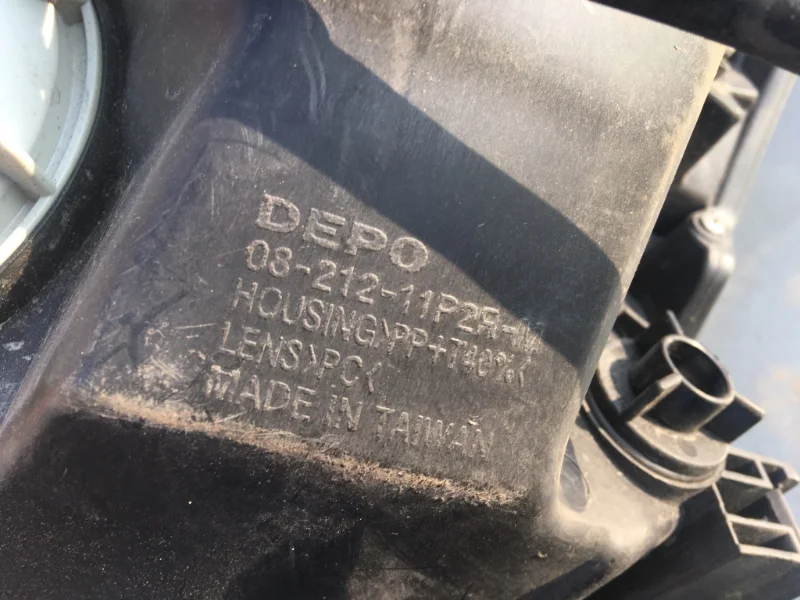 DEPO
08-212-11P2R-M
HOUSING>PP+T40%<
LENS>PC<
MADE IN TAIWAN